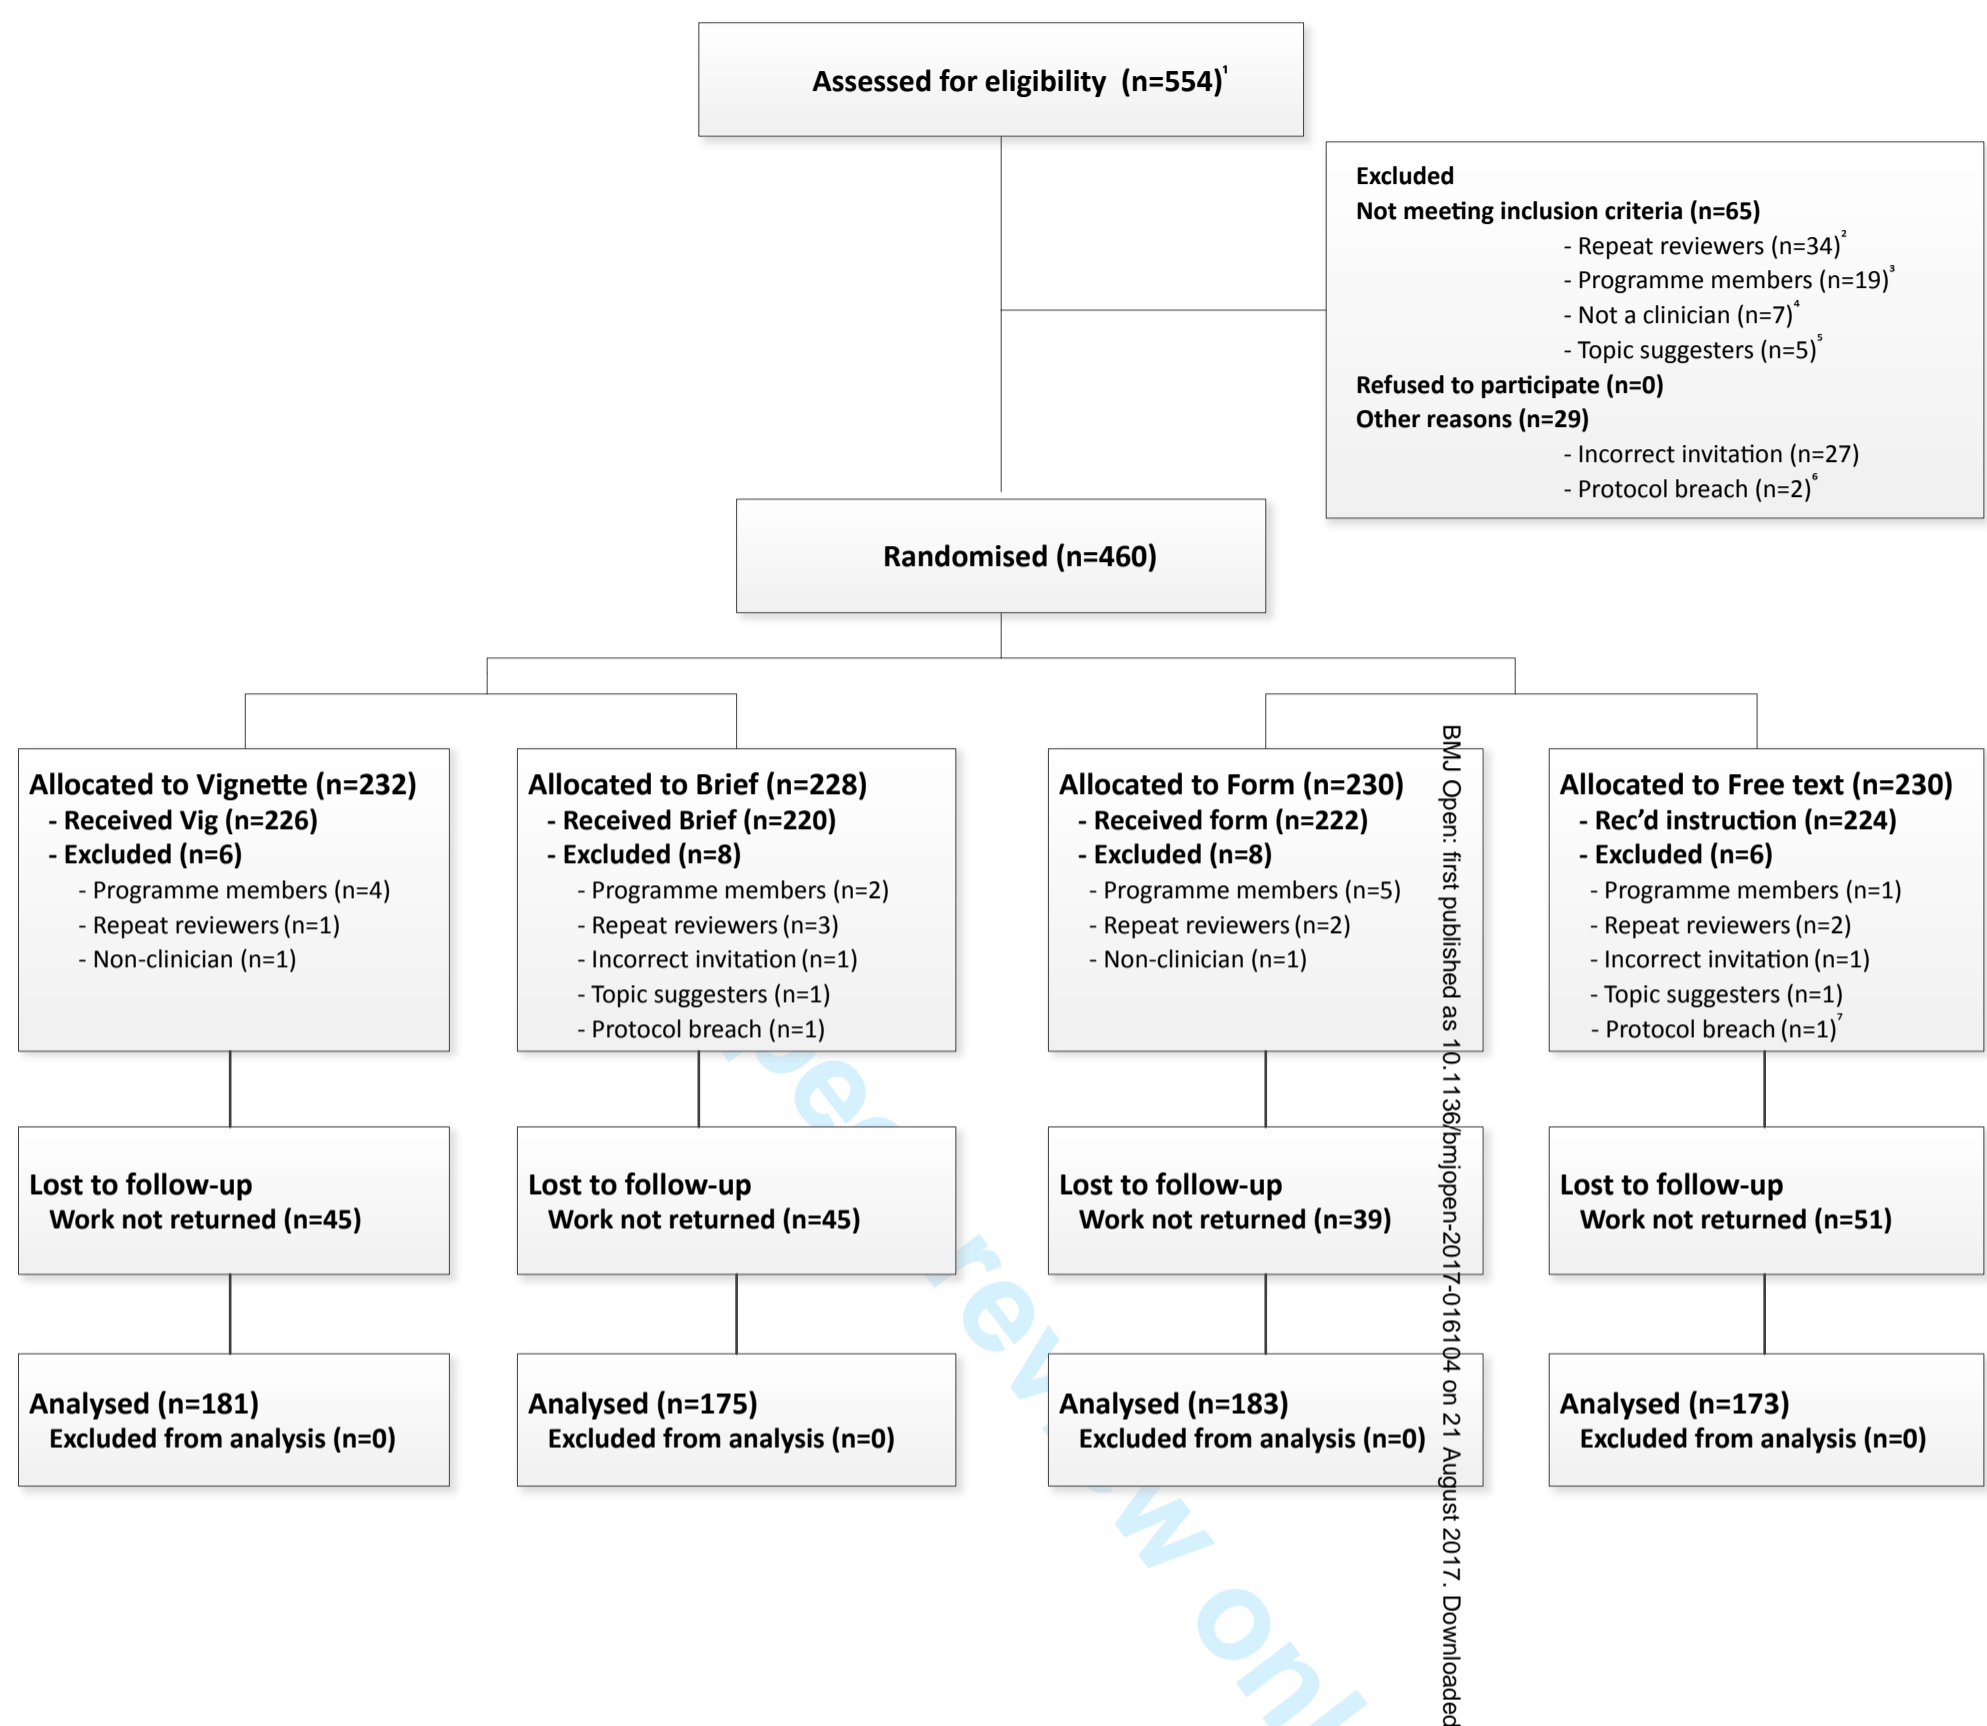 Assessed for eligibility (n=554)¹
Excluded
Not meeting inclusion criteria (n=65)
- Repeat reviewers (n=34)²
- Programme members (n=19)³
- Not a clinician (n=7)⁴
- Topic suggesters (n=5)⁵
Refused to participate (n=0)
Other reasons (n=29)
- Incorrect invitation (n=27)
- Protocol breach (n=2)⁶
Randomised (n=460)
Allocated to Vignette (n=232)
- Received Vig (n=226)
- Excluded (n=6)
- Programme members (n=4)
- Repeat reviewers (n=1)
- Non-clinician (n=1)
Allocated to Brief (n=228)
- Received Brief (n=220)
- Excluded (n=8)
- Programme members (n=2)
- Repeat reviewers (n=3)
- Incorrect invitation (n=1)
- Topic suggesters (n=1)
- Protocol breach (n=1)
Allocated to Form (n=230)
- Received form (n=222)
- Excluded (n=8)
- Programme members (n=5)
- Repeat reviewers (n=2)
- Non-clinician (n=1)
Allocated to Free text (n=230)
- Rec’d instruction (n=224)
- Excluded (n=6)
- Programme members (n=1)
- Repeat reviewers (n=2)
- Incorrect invitation (n=1)
- Topic suggesters (n=1)
- Protocol breach (n=1)⁷
Lost to follow-up
Work not returned (n=45)
Lost to follow-up
Work not returned (n=45)
Lost to follow-up
Work not returned (n=39)
Lost to follow-up
Work not returned (n=51)
Analysed (n=181)
Excluded from analysis (n=0)
Analysed (n=175)
Excluded from analysis (n=0)
Analysed (n=183)
Excluded from analysis (n=0)
Analysed (n=173)
Excluded from analysis (n=0)
BMJ Open: first published as 10.1136/bmjopen-2017-016104 on 21 August 2017. Downloaded
review